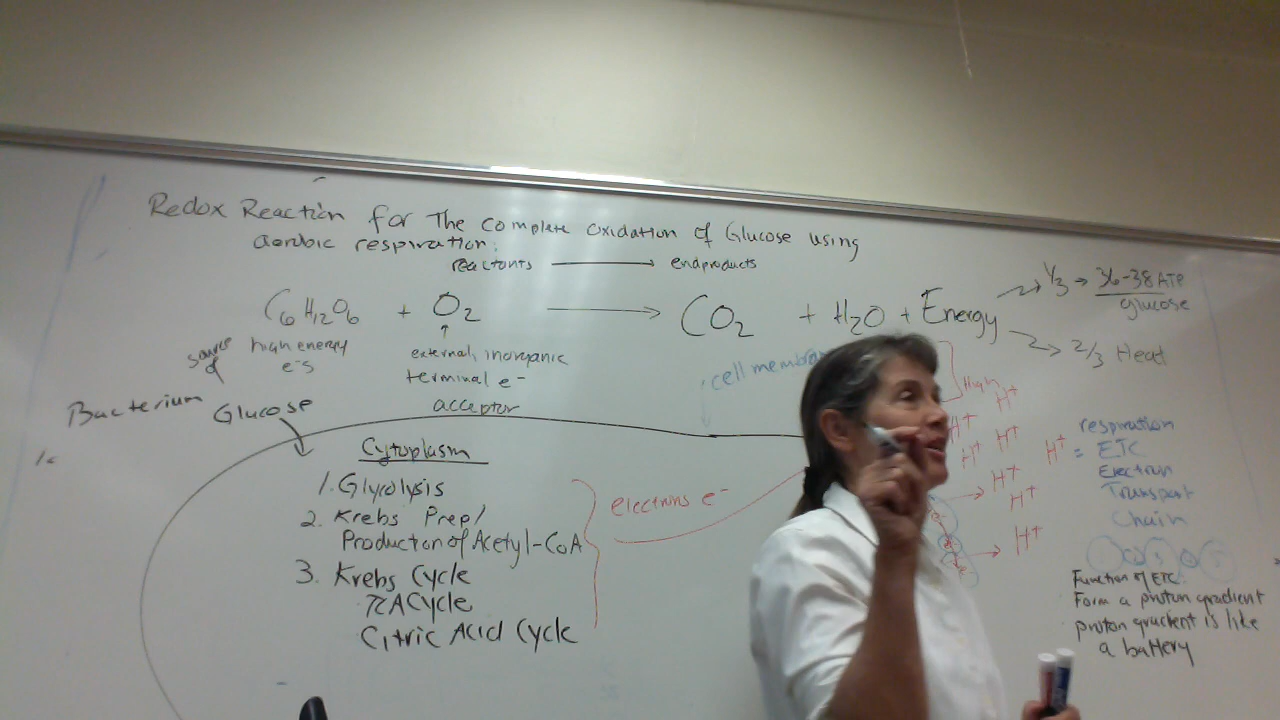 Redox Reaction for The complete oxidation of Glucose using
aerobic respiration:
reactants → endproducts
C6H12O6 + O2 → CO2 + H2O + Energy
1/3 → 36-38 ATP
glucose
2/3 Heat
high energy
e-s
external, inorganic
terminal e-
acceptor
source
of
Bacterium
Glucose
cell membran
Cytoplasm
1. Glycolysis
2. Krebs Prep/
Production of Acetyl-CoA
3. Krebs Cycle
TCA Cycle
Citric Acid Cycle
electrons e-
High
H+
H+
H+
H+
H+
H+
H+
H+
respiration
= ETC
Electron
Transport
Chain
Function of ETC:
Form a proton gradient
proton gradient is like
a battery